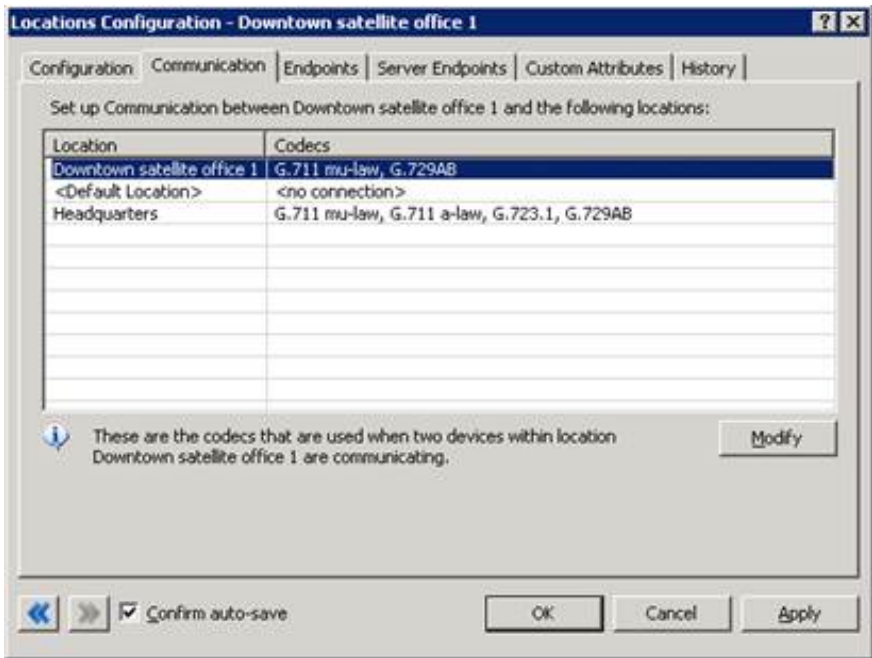 Locations Configuration - Downtown satellite office 1
Configuration Communication Endpoints Server Endpoints Custom Attributes History
Set up Communication between Downtown satellite office 1 and the following locations:
Location Codecs
Downtown satellite office 1 G.711 mu-law, G.729AB
<Default Location> <no connection>
Headquarters G.711 mu-law, G.711 a-law, G.723.1, G.729AB
These are the codecs that are used when two devices within location
Downtown satellite office 1 are communicating.
Modify
Confirm auto-save OK Cancel Apply